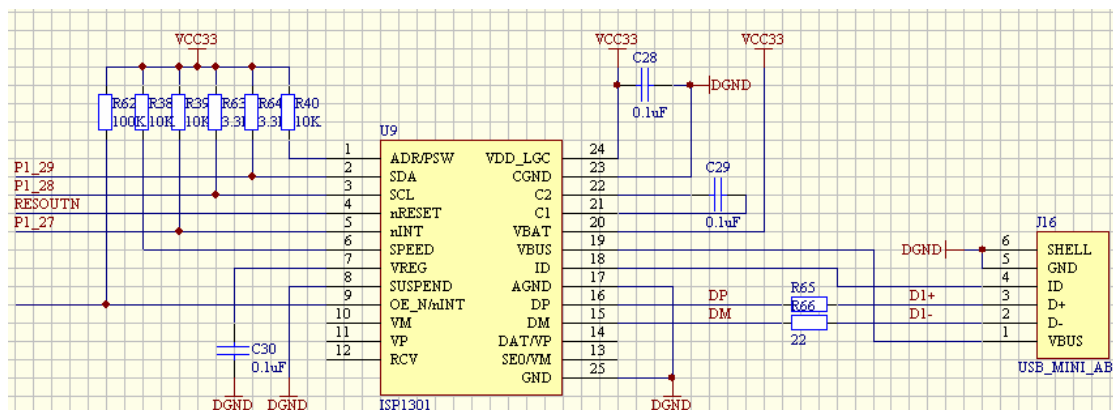 VCC33 VCC33 VCC33
C28
DGND
0.1uF
R62 R38 R39 R63 R64 R40
100K 10K 10K 3.3K 3.3K 10K
U9
1 ADR/PSW VDD_LGC 24
P1_29 2 SDA CGND 23
P1_28 3 SCL C2 22 C29
RESOUTN 4 nRESET C1 21 0.1uF
P1_27 5 nINT VBAT 20
6 SPEED VBUS 19
7 VREG ID 18
8 SUSPEND AGND 17
9 OE_N/nINT DP 16 DP R65 D1+
10 VM DM 15 DM R66 D1-
11 VP DAT/VP 14 22
12 RCV SE0/VM 13
GND 25
C30
0.1uF
DGND DGND ISP1301 DGND
J16
DGND 6 SHELL
5 GND
4 ID
3 D+
2 D-
1 VBUS
USB_MINI_AB